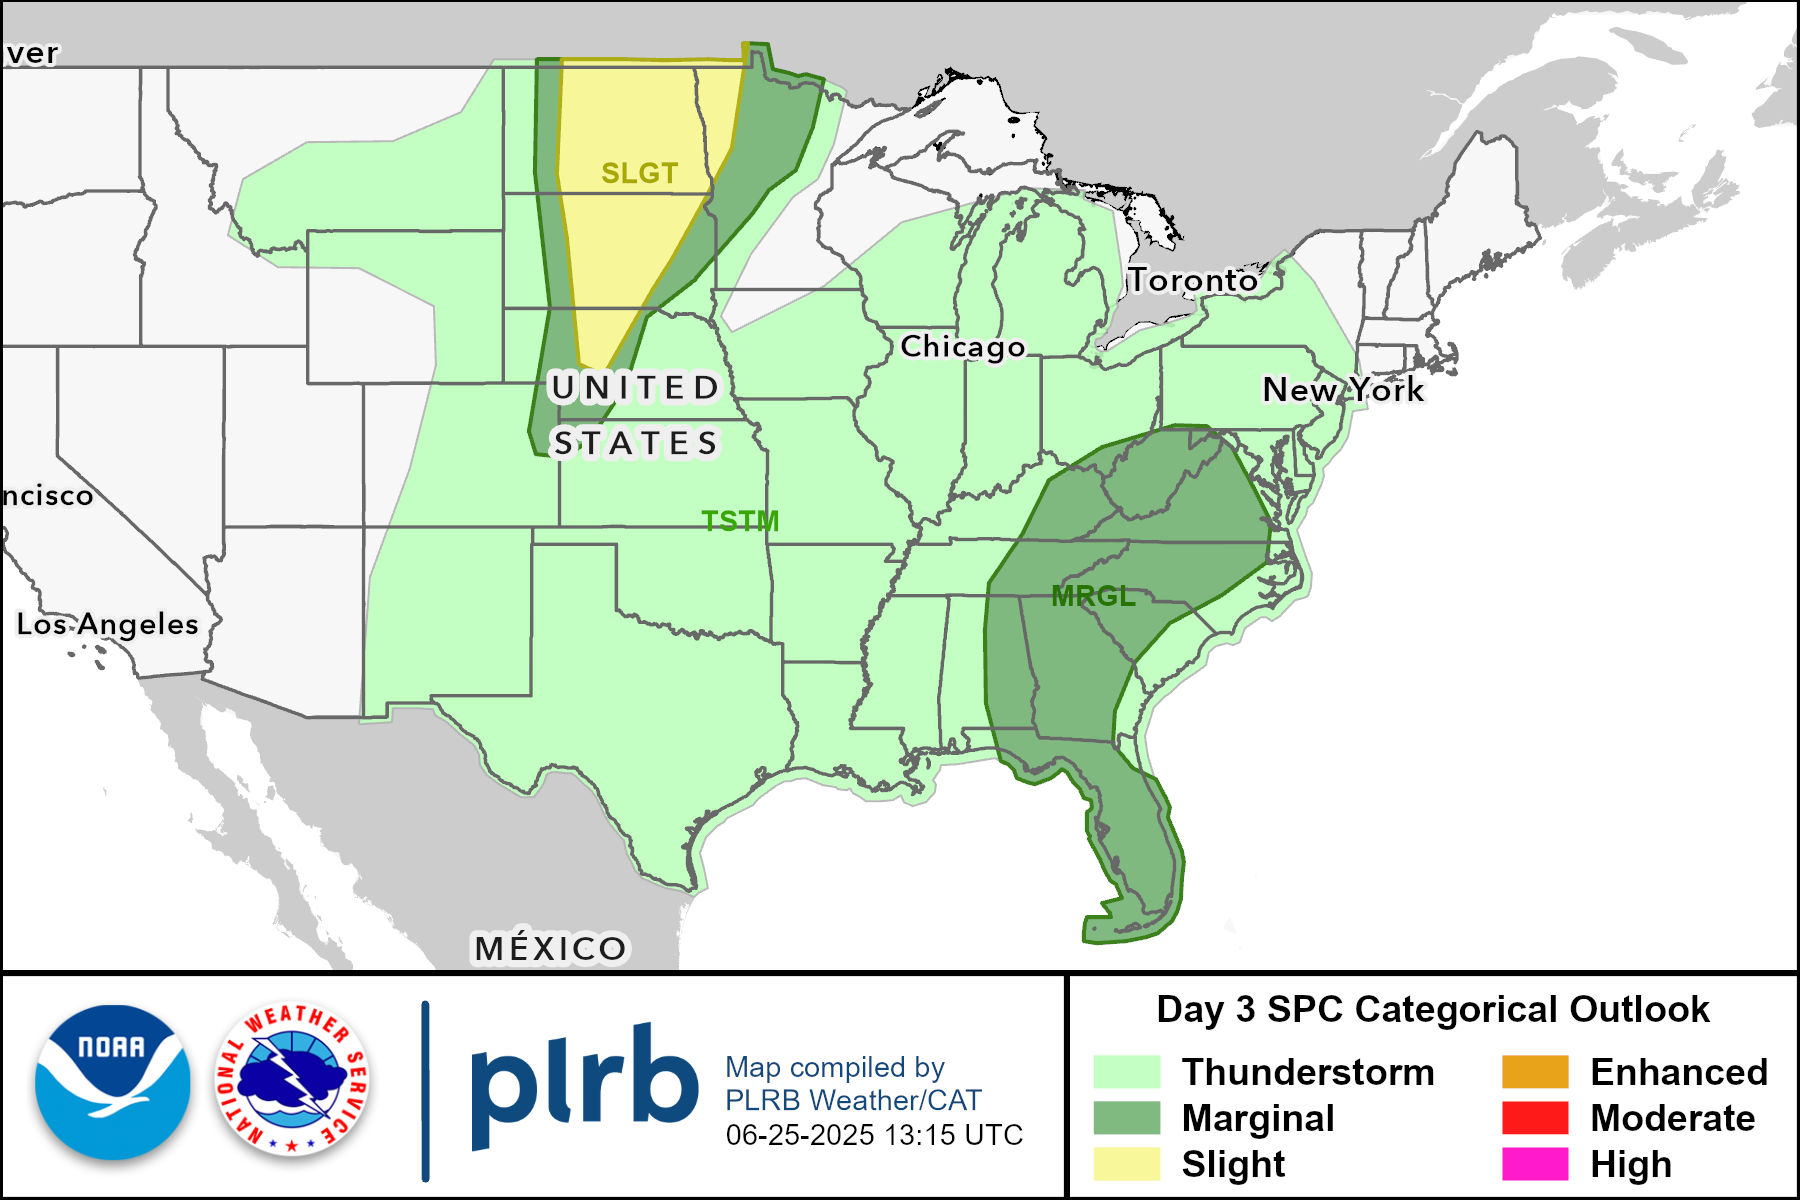 ver
SLGT
Toronto
Chicago
UNITED
New York
STATES
ncisco
TSTM
MRGL
Los Angeles
MÉXICO
NOAA
NATIONAL WEATHER SERVICE
plrb
Map compiled by
PLRB Weather/CAT
06-25-2025 13:15 UTC
Day 3 SPC Categorical Outlook
Thunderstorm
Enhanced
Marginal
Moderate
Slight
High